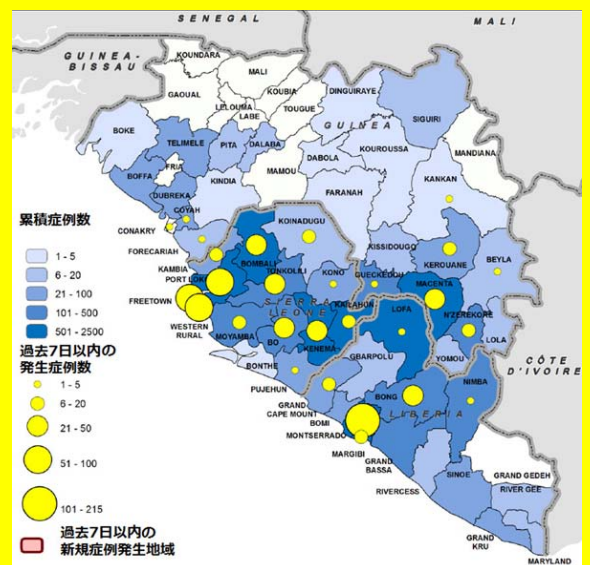 SENEGAL
MALI
GUINEA-
BISSAU
KOUNDARA
MALI
GAOUAL
KOUBIA
LELOUMA
LABE
TOUGUE
DINGUIRAYE
SIGUIRI
GUINEA
BOKE
TELIMELE
PITA
DALABA
FRIA
BOFFA
MAMOU
DABOLA
KOUROUSSA
MANDIANA
KINDIA
FARANAH
KANKAN
DUBREKA
COYAH
CONAKRY
FORECARIAH
KOINADUGU
KISSIDOUGO
KEROUANE
BEYLA
KAMBIA
BOMBALI
PORT LOKO
TONKOLILI
KONO
GUECKEDOU
MACENTA
FREETOWN
SIERRA
LEONE
KAILAHUN
LOFA
N'ZEREKORE
LOLA
WESTERN
RURAL
MOYAMBA
BO
KENEMA
YOMOU
CÔTE
D'IVOIRE
BONTHE
PUJEHUN
GBARPOLU
NIMBA
GRAND
CAPE MOUNT
BONG
BOMI
LIBERIA
MONTSERRADO
MARGIBI
GRAND
BASSA
RIVERCESS
SINOE
GRAND GEDEH
RIVER GEE
GRAND
KRU
MARYLAND
累積症例数
1 - 5
6 - 20
21 - 100
101 - 500
501 - 2500
過去7日以内の
発生症例数
1 - 5
6 - 20
21 - 50
51 - 100
101 - 215
過去7日以内の
新規症例発生地域